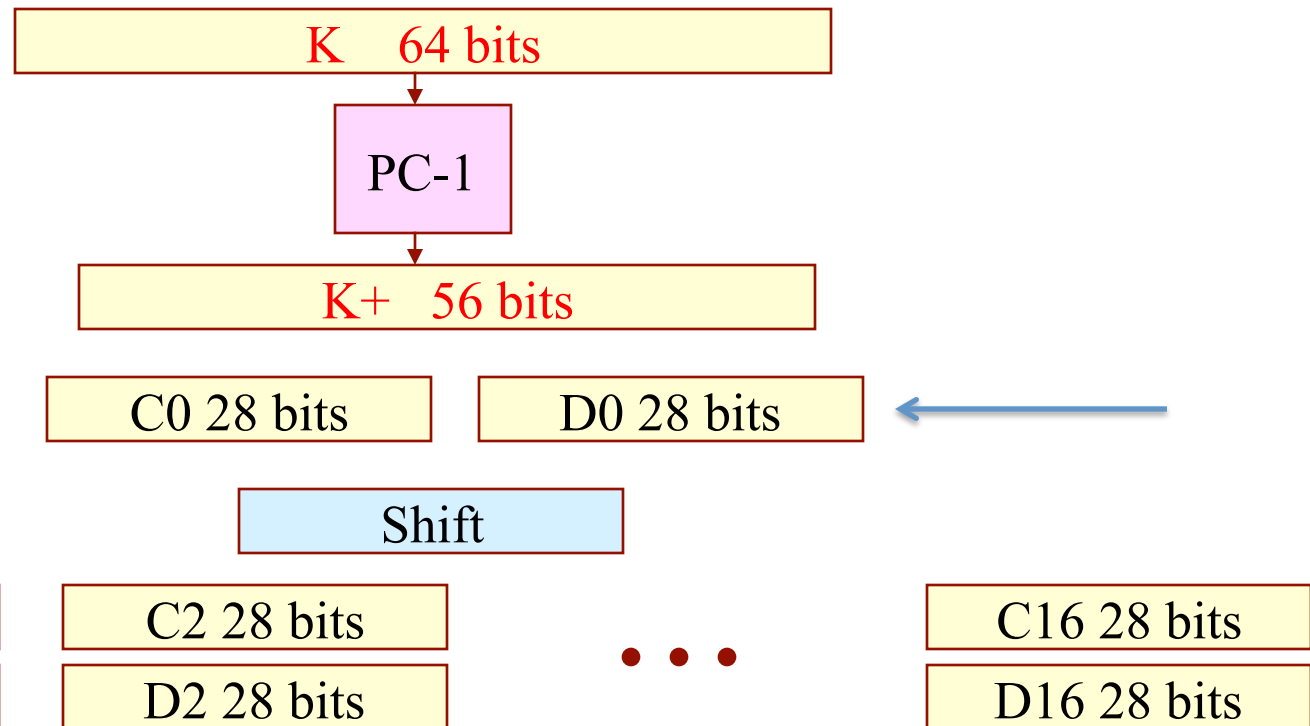 K 64 bits
PC-1
K+ 56 bits
C0 28 bits D0 28 bits
Shift
C2 28 bits C16 28 bits
D2 28 bits D16 28 bits